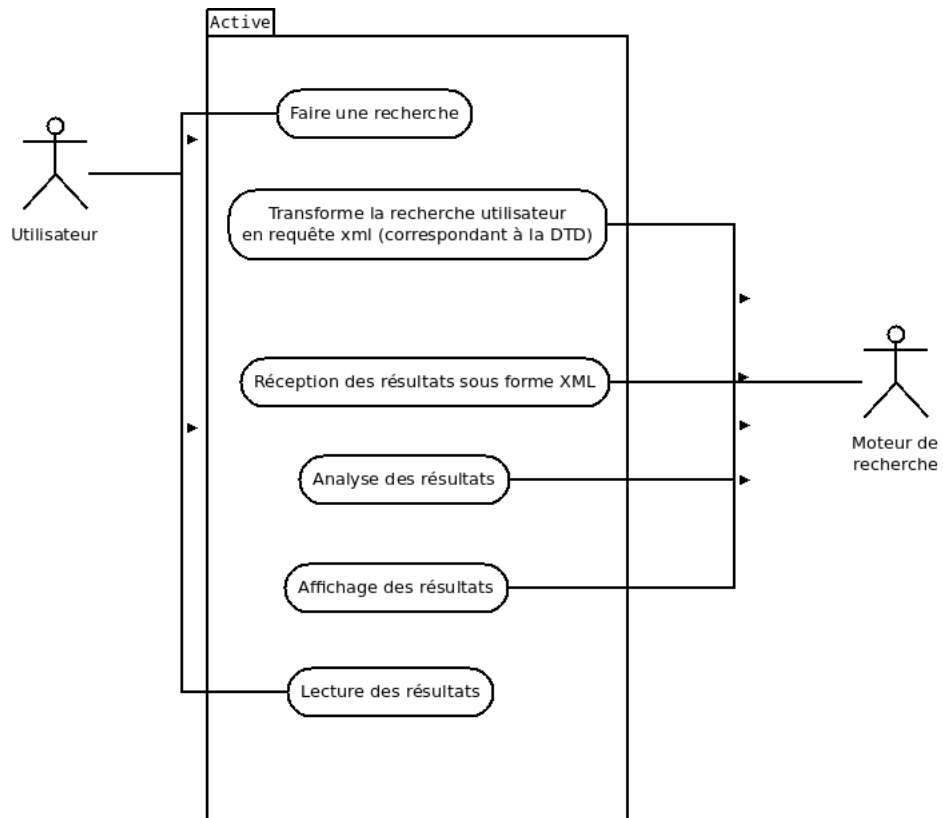 Active
Faire une recherche
Utilisateur
Transforme la recherche utilisateur
en requête xml (correspondant à la DTD)
Réception des résultats sous forme XML
Moteur de
recherche
Analyse des résultats
Affichage des résultats
Lecture des résultats